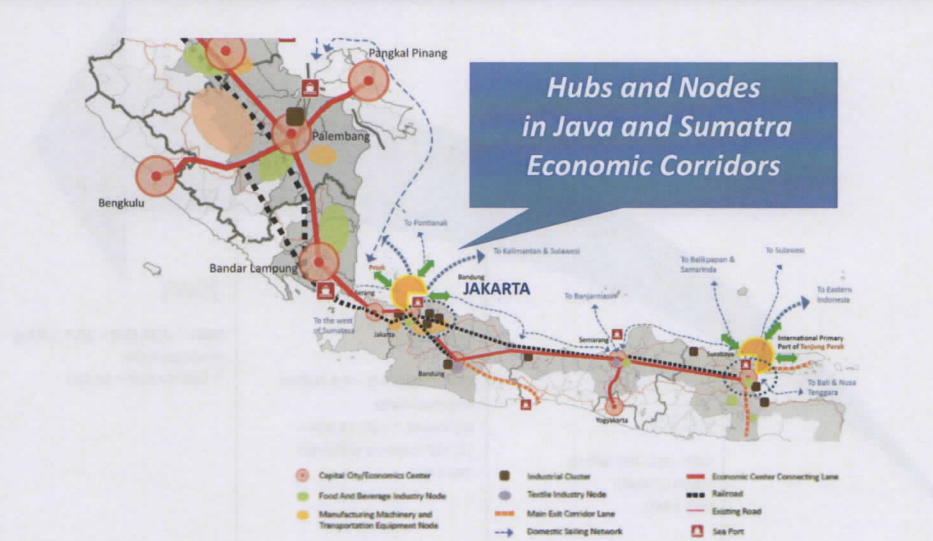 Hubs and Nodes
in Java and Sumatra
Economic Corridors
Pangkal Pinang
Palembang
Bengkulu
Bandar Lampung
To Pontianak
To Kalimantan & Sulawesi
Bandung
JAKARTA
To the west
of Sumatera
Jakarta
Bandung
To Banjarmasin
Semarang
Yogyakarta
To Balikpapan &
Samarinda
To Sulawesi
To Eastern
Indonesia
Surabaya
International Primary
Port of Tanjung Perak
To Bali & Nusa
Tenggara
Capital City/Economics Center
Food And Beverage Industry Node
Manufacturing Machinery and
Transportation Equipment Node
Industrial Cluster
Textile Industry Node
Main Exit Corridor Lane
Domestic Sailing Network
Economic Center Connecting Lane
Railroad
Existing Road
Sea Port